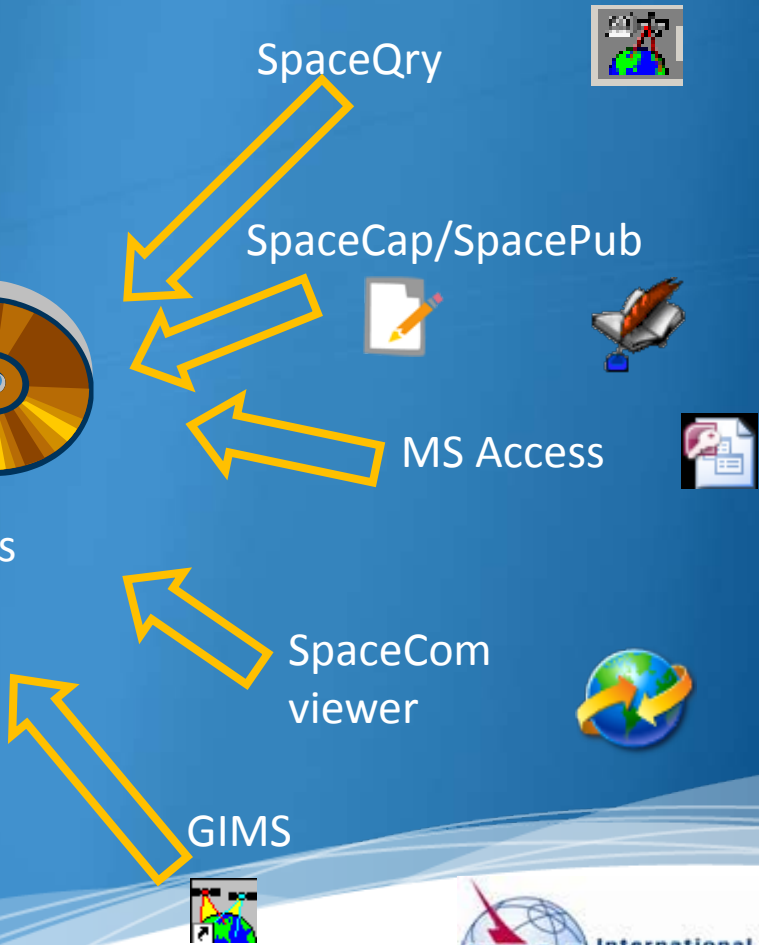 SpaceQry
SpaceCap/SpacePub
MS Access
s
SpaceCom
viewer
GIMS
International